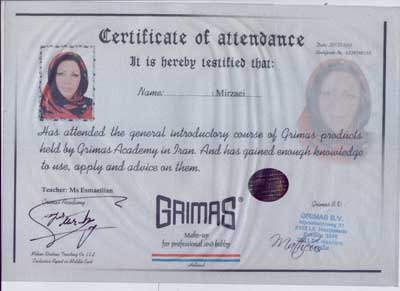 Certificate of attendance
It is hereby testified that:
Name: Mirzaei
Has attended the general introductory course of Grimas products
held by Grimas Academy in Iran. And has gained enough knowledge
to use, apply and advice on them.
Teacher: Ms Esmaeilian
Grimas Academy
GRIMAS®
Make-up
for professional and hobby
Holland
Grimas B.V.
GRIMAS B.V.